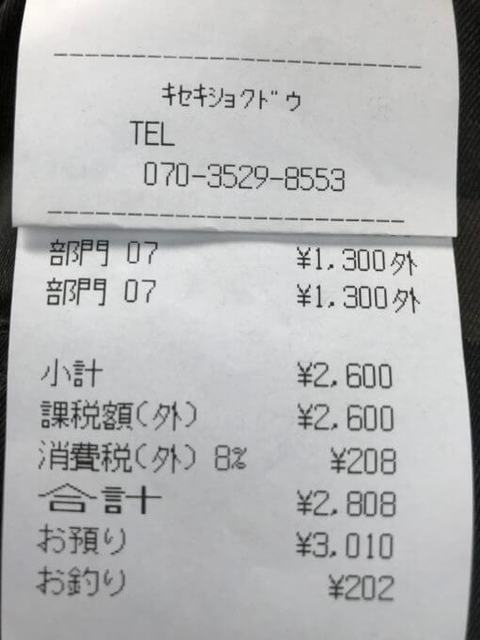 ｷｾｷｼｮｸﾄﾞｳ
TEL
070-3529-8553
部門 07 ¥1,300外
部門 07 ¥1,300外
小計 ¥2,600
課税額(外) ¥2,600
消費税(外) 8% ¥208
合計 ¥2,808
お預り ¥3,010
お釣り ¥202